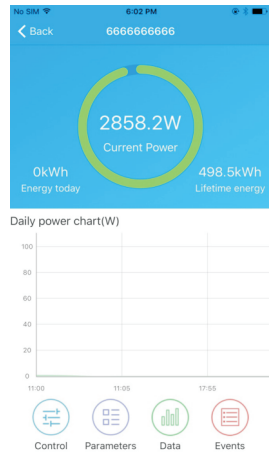 No SIM 6:02 PM
Back 6666666666
2858.2W
Current Power
0kWh 498.5kWh
Energy today Lifetime energy
Daily power chart(W)
100
80
60
40
20
0
11:00 11:05 17:55
Control Parameters Data Events